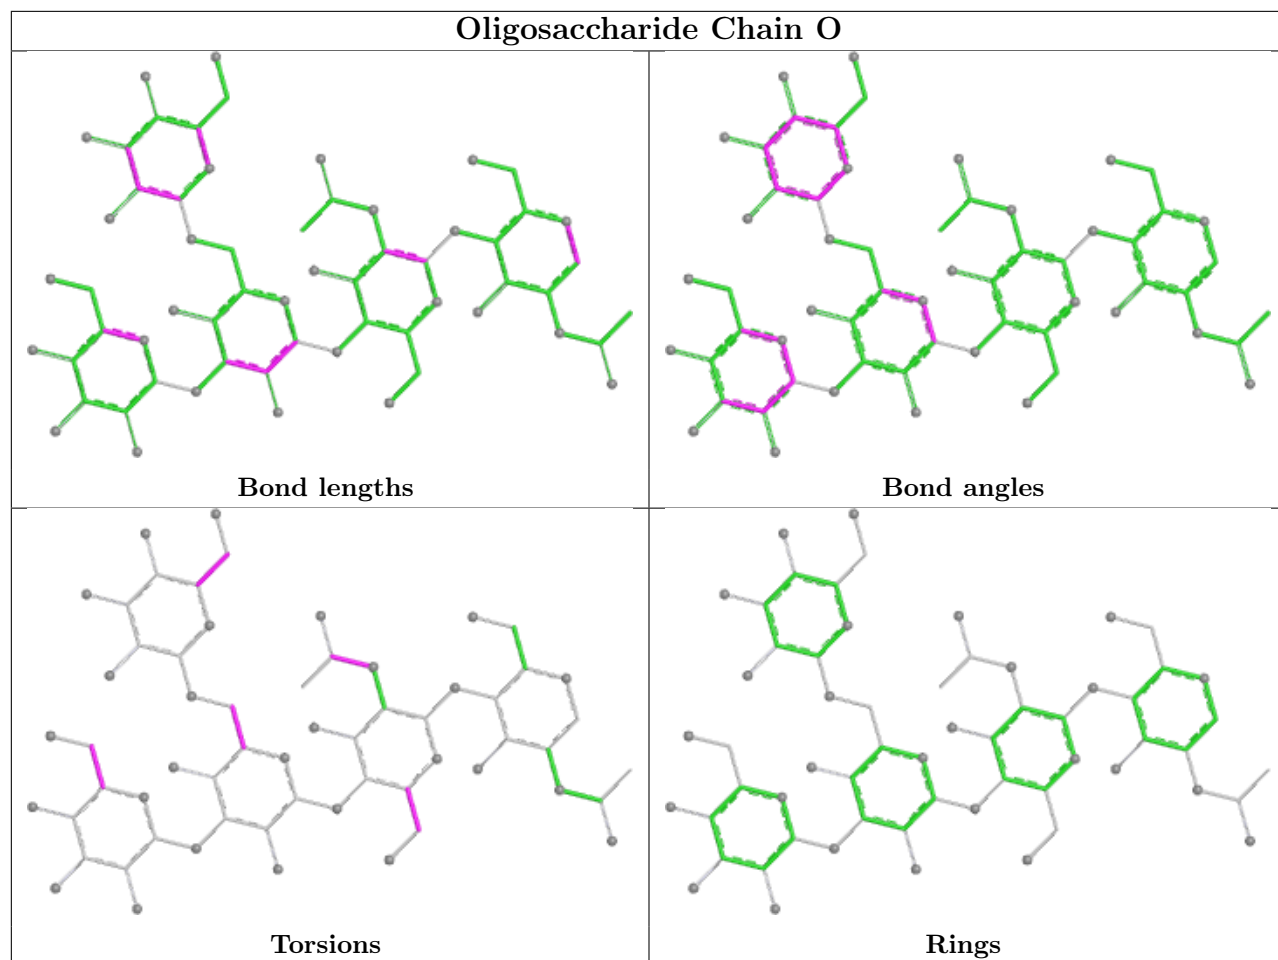 Oligosaccharide Chain O
Bond lengths
Bond angles
Torsions
Rings